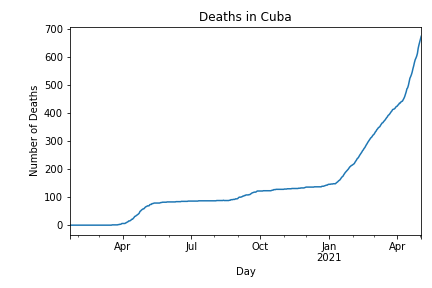 Deaths in Cuba
700
600
500
400
300
200
100
0
Number of Deaths
Apr
Jul
Oct
Jan
2021
Apr
Day